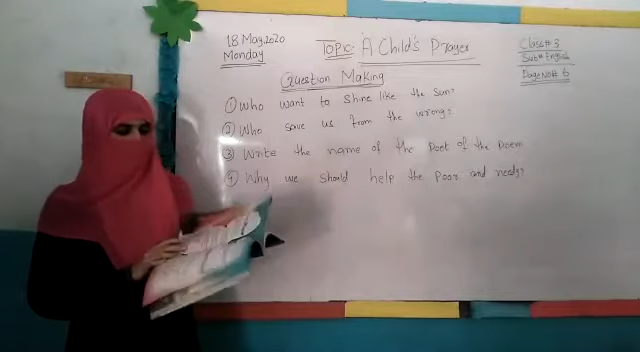 18 May, 2020
Monday
Topic: A Child's Prayer
Class# 3
Sub# English
Page No# 6
Question Making
① Who want to shine like the sun?
② Who save us from the wrong?
③ Write the name of the Poet of the Poem
④ Why we should help the poor and needy?